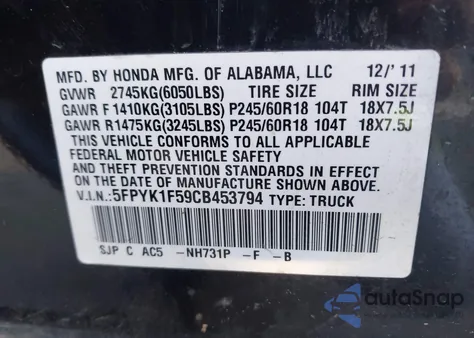 MFD. BY HONDA MFG. OF ALABAMA, LLC 12/'11
GVWR 2745KG(6050LBS) TIRE SIZE RIM SIZE
GAWR F1410KG(3105LBS) P245/60R18 104T 18X7.5J
GAWR R1475KG(3245LBS) P245/60R18 104T 18X7.5J
THIS VEHICLE CONFORMS TO ALL APPLICABLE
FEDERAL MOTOR VEHICLE SAFETY
AND THEFT PREVENTION STANDARDS IN EFFECT
ON THE DATE OF MANUFACTURE SHOWN ABOVE.
V.I.N.:5FPYK1F59CB453794 TYPE:TRUCK
SJP C AC5 -NH731P -F -B
autoSnap